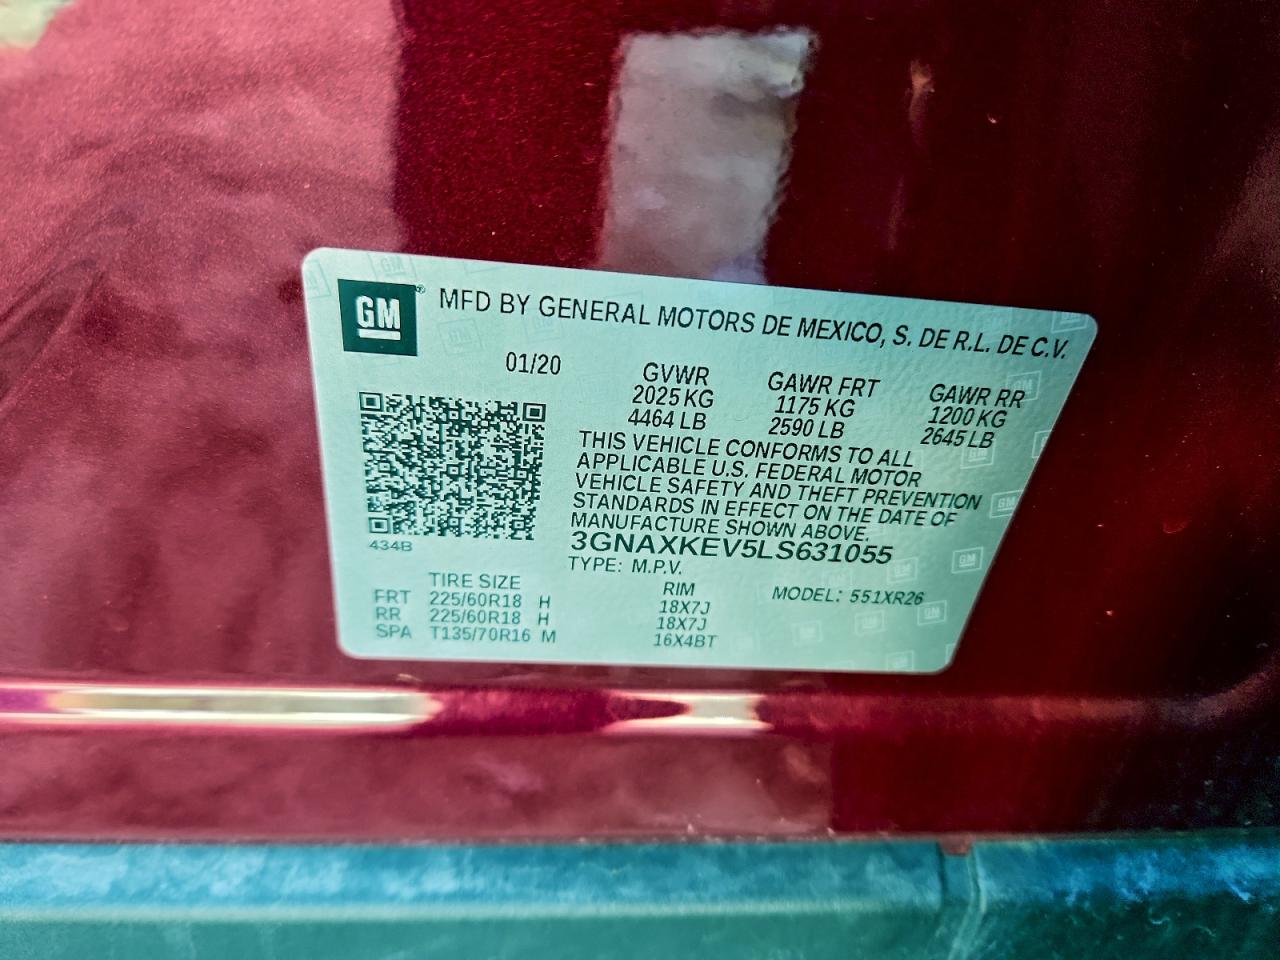 GM MFD BY GENERAL MOTORS DE MEXICO, S. DE R.L. DE C.V.
01/20 GVWR GAWR FRT GAWR RR
2025 KG 1175 KG 1200 KG
4464 LB 2590 LB 2645 LB
THIS VEHICLE CONFORMS TO ALL
APPLICABLE U.S. FEDERAL MOTOR
VEHICLE SAFETY AND THEFT PREVENTION
STANDARDS IN EFFECT ON THE DATE OF
MANUFACTURE SHOWN ABOVE.
434B 3GNAXKEV5LS631055
TYPE: M.P.V.
TIRE SIZE RIM MODEL: 551XR26
FRT 225/60R18 H 18X7J
RR 225/60R18 H 18X7J
SPA T135/70R16 M 16X4BT